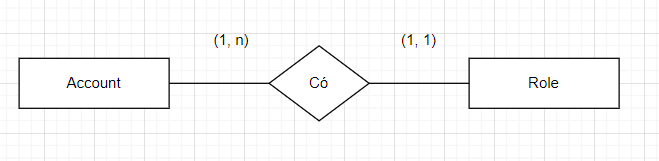 (1, n)
(1, 1)
Account
Có
Role